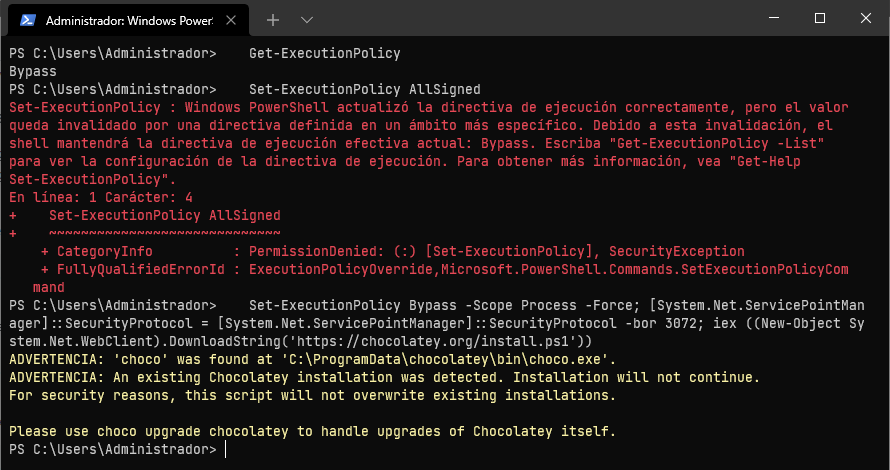 Administrador: Windows PowerS
PS C:\Users\Administrador>    Get-ExecutionPolicy
Bypass
PS C:\Users\Administrador>    Set-ExecutionPolicy AllSigned
Set-ExecutionPolicy : Windows PowerShell actualizó la directiva de ejecución correctamente, pero el valor
queda invalidado por una directiva definida en un ámbito más específico. Debido a esta invalidación, el
shell mantendrá la directiva de ejecución efectiva actual: Bypass. Escriba "Get-ExecutionPolicy -List"
para ver la configuración de la directiva de ejecución. Para obtener más información, vea "Get-Help
Set-ExecutionPolicy".
En línea: 1 Carácter: 4
+    Set-ExecutionPolicy AllSigned
+    ~~~~~~~~~~~~~~~~~~~~~~~~~~~~~
    + CategoryInfo          : PermissionDenied: (:) [Set-ExecutionPolicy], SecurityException
    + FullyQualifiedErrorId : ExecutionPolicyOverride,Microsoft.PowerShell.Commands.SetExecutionPolicyCom
   mand
PS C:\Users\Administrador>    Set-ExecutionPolicy Bypass -Scope Process -Force; [System.Net.ServicePointMan
ager]::SecurityProtocol = [System.Net.ServicePointManager]::SecurityProtocol -bor 3072; iex ((New-Object Sy
stem.Net.WebClient).DownloadString('https://chocolatey.org/install.ps1'))
ADVERTENCIA: 'choco' was found at 'C:\ProgramData\chocolatey\bin\choco.exe'.
ADVERTENCIA: An existing Chocolatey installation was detected. Installation will not continue.
For security reasons, this script will not overwrite existing installations.

Please use choco upgrade chocolatey to handle upgrades of Chocolatey itself.
PS C:\Users\Administrador>